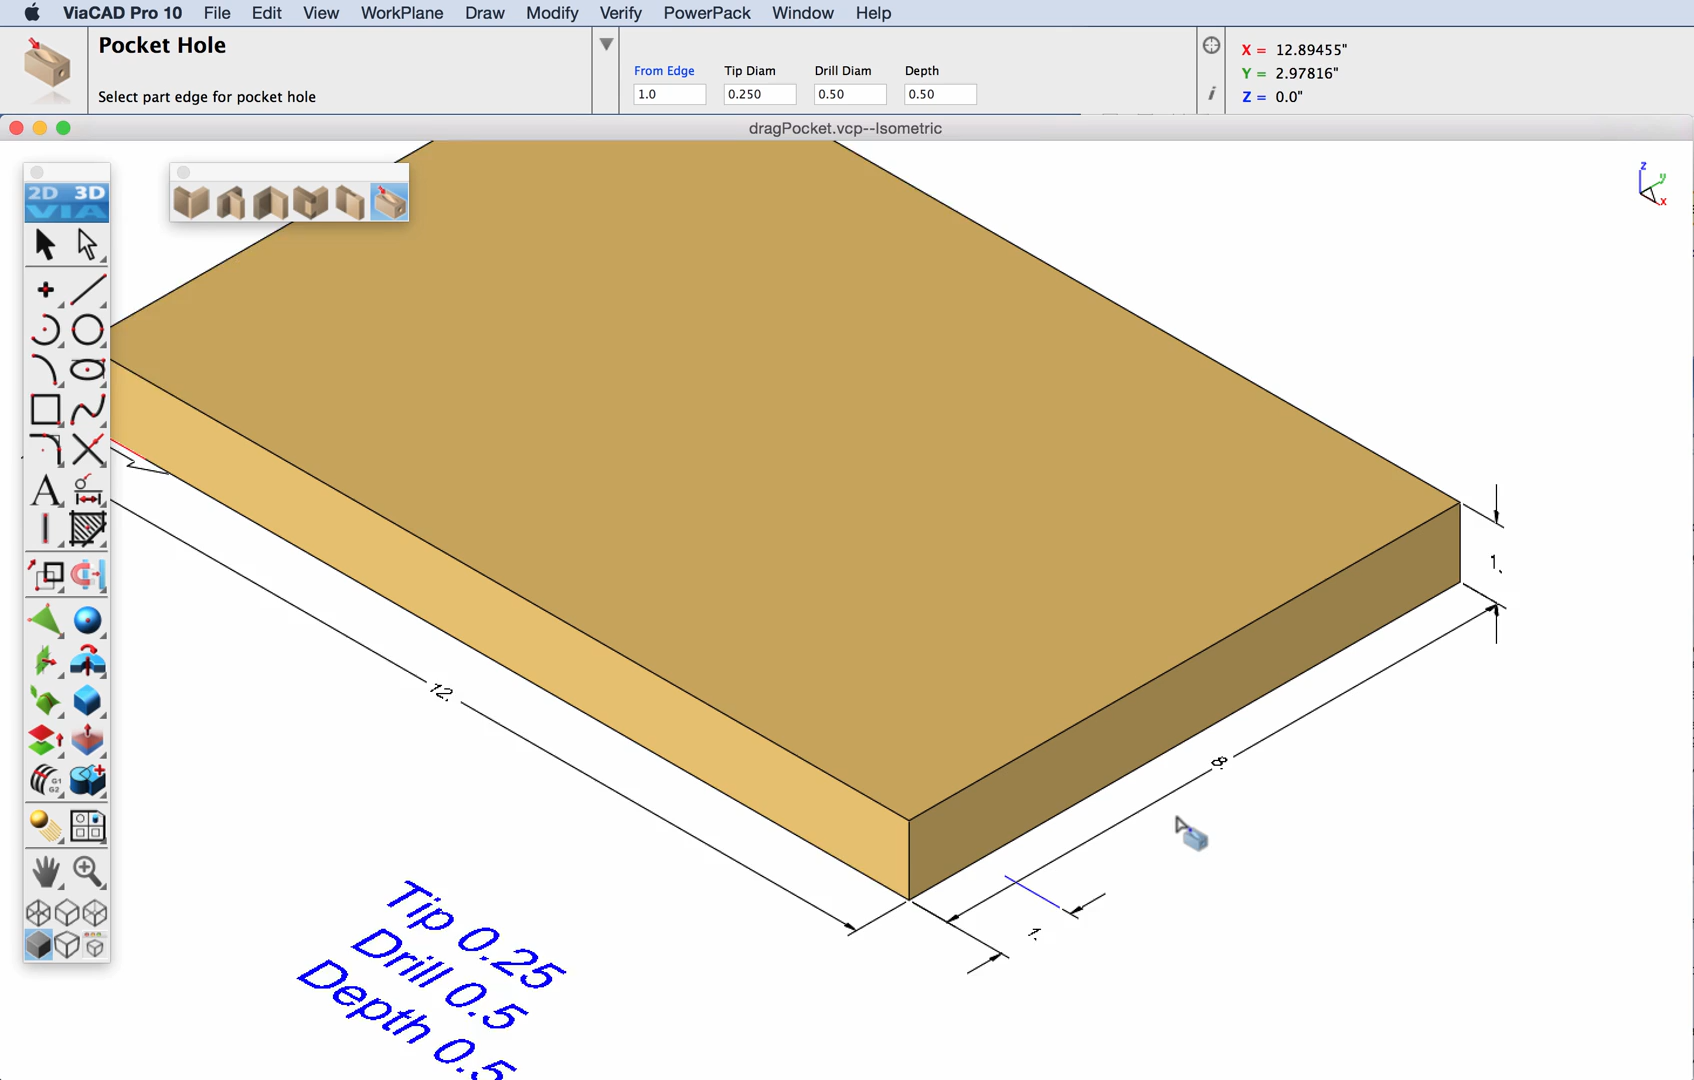 ViaCAD Pro 10 File Edit View WorkPlane Draw Modify Verify PowerPack Window Help
Pocket Hole
Select part edge for pocket hole
From Edge Tip Diam Drill Diam Depth
1.0 0.250 0.50 0.50
X = 12.89455"
Y = 2.97816"
Z = 0.0"
dragPocket.vcp--Isometric
2D 3D
VIA
z
y
x
A
G1
G2
1.
12.
8.
1.
Tip 0.25
Drill 0.5
Depth 0.5